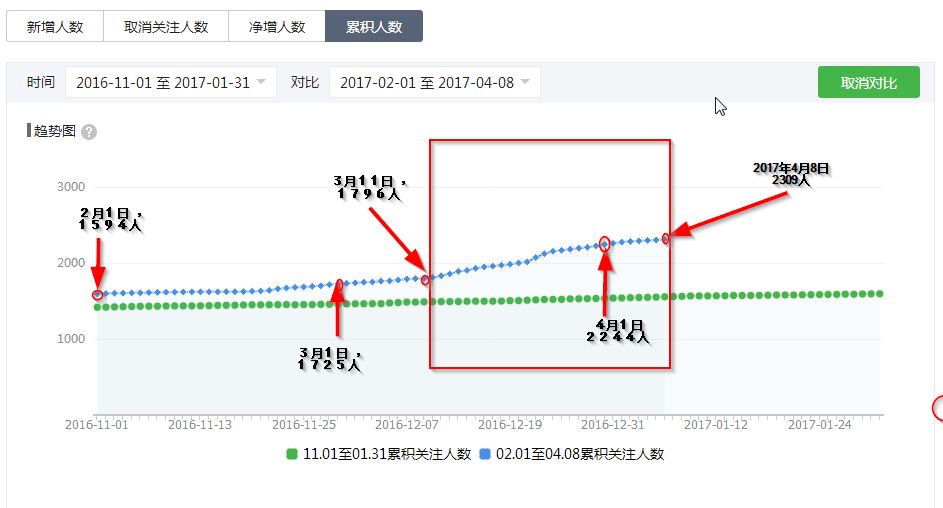 新增人数 取消关注人数 净增人数 累积人数
时间 2016-11-01 至 2017-01-31 对比 2017-02-01 至 2017-04-08 取消对比
趋势图 ?
2017年4月8日
2309人
3月11日，
1796人
3000
2月1日，
1594人
2000
4月1日
2244人
1000
3月1日，
1725人
2016-11-01 2016-11-13 2016-11-25 2016-12-07 2016-12-19 2016-12-31 2017-01-12 2017-01-24
11.01至01.31累积关注人数 02.01至04.08累积关注人数